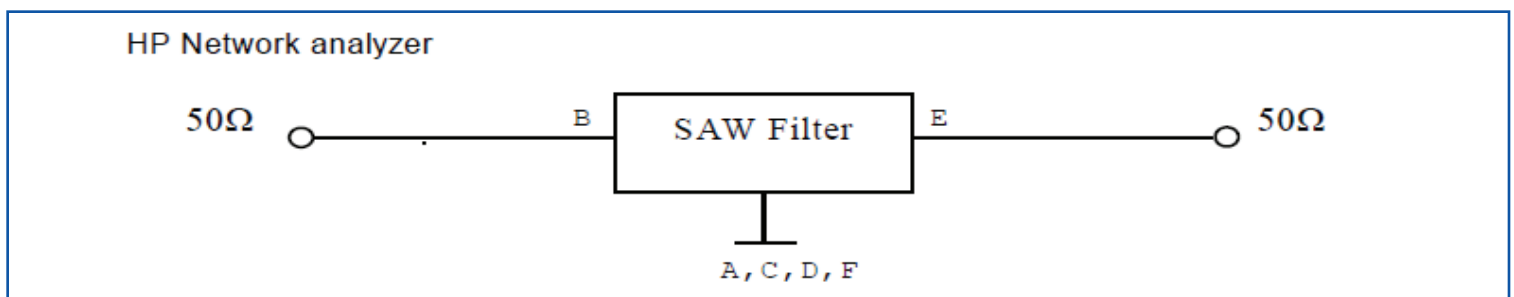 HP Network analyzer
50Ω B SAW Filter E 50Ω
A, C, D, F